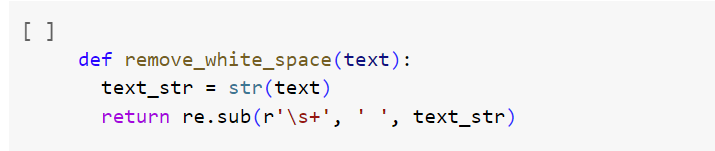 [ ]
def remove_white_space(text):
  text_str = str(text)
  return re.sub(r'\s+', ' ', text_str)